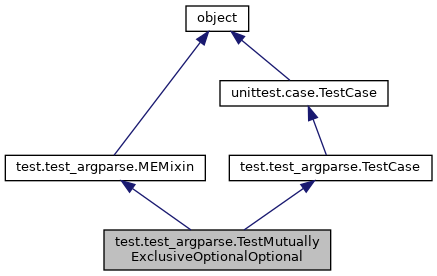 object
unittest.case.TestCase
test.test_argparse.MEMixin
test.test_argparse.TestCase
test.test_argparse.TestMutually
ExclusiveOptionalOptional